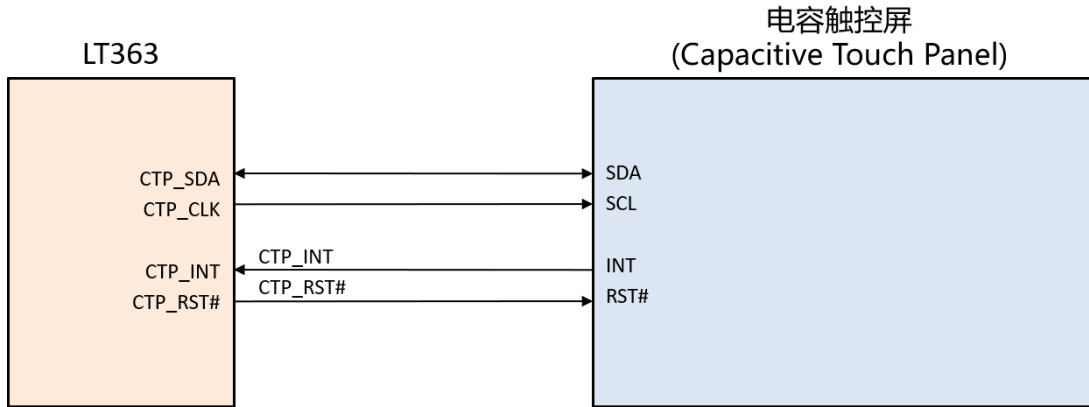 LT363
电容触控屏
(Capacitive Touch Panel)
CTP_SDA
SDA
CTP_CLK
SCL
CTP_INT
CTP_INT
INT
CTP_RST#
CTP_RST#
RST#